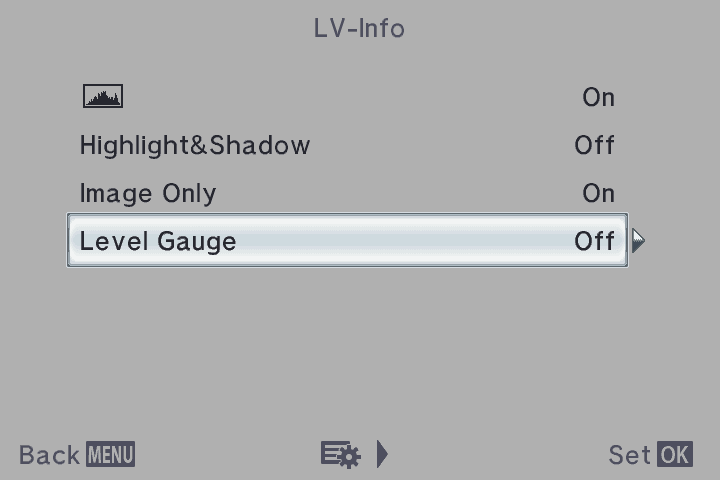 LV-Info
On
Highlight&Shadow Off
Image Only On
Level Gauge Off
Back MENU Set OK